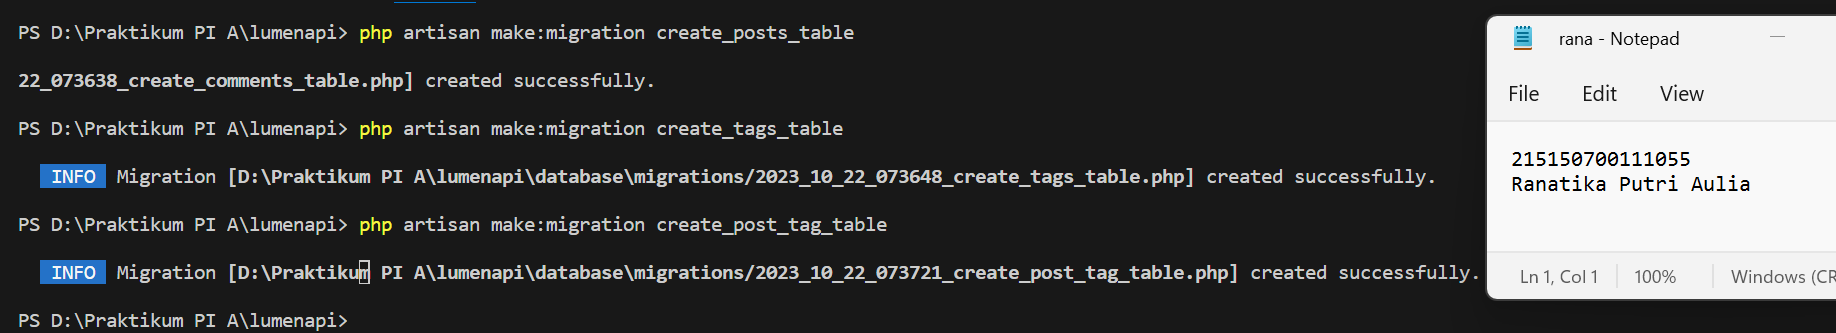 PS D:\Praktikum PI A\lumenapi> php artisan make:migration create_posts_table
22_073638_create_comments_table.php] created successfully.
PS D:\Praktikum PI A\lumenapi> php artisan make:migration create_tags_table
INFO Migration [D:\Praktikum PI A\lumenapi\database\migrations/2023_10_22_073648_create_tags_table.php] created successfully.
PS D:\Praktikum PI A\lumenapi> php artisan make:migration create_post_tag_table
INFO Migration [D:\Praktikum PI A\lumenapi\database\migrations/2023_10_22_073721_create_post_tag_table.php] created successfully.
PS D:\Praktikum PI A\lumenapi>
rana - Notepad
File Edit View
215150700111055
Ranatika Putri Aulia
Ln 1, Col 1 100% Windows (CR